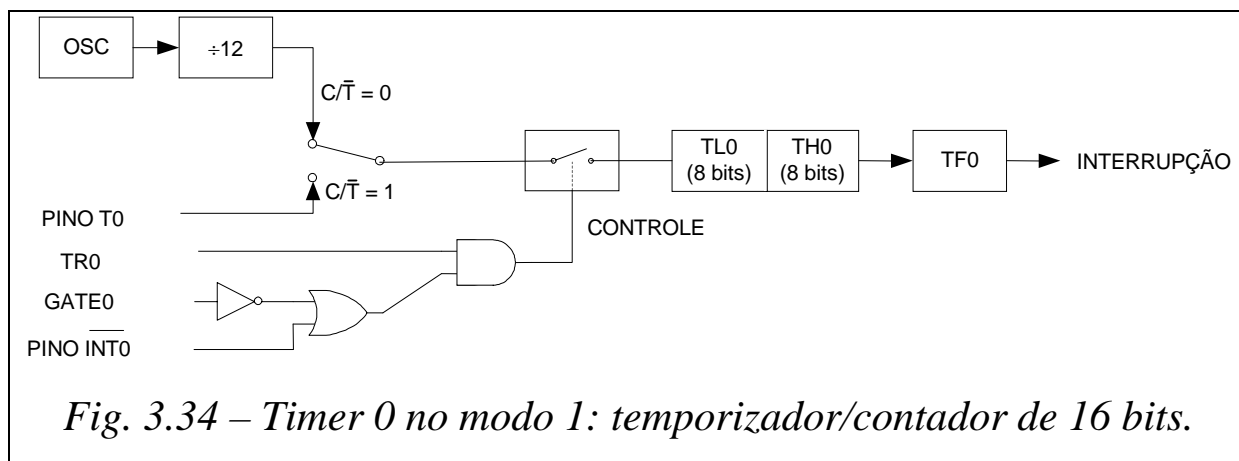 OSC
÷12
C/T̄ = 0
TL0
(8 bits)
TH0
(8 bits)
TF0
INTERRUPÇÃO
C/T̄ = 1
PINO T0
CONTROLE
TR0
GATE0
PINO I̅N̅T̅0̅
Fig. 3.34 – Timer 0 no modo 1: temporizador/contador de 16 bits.